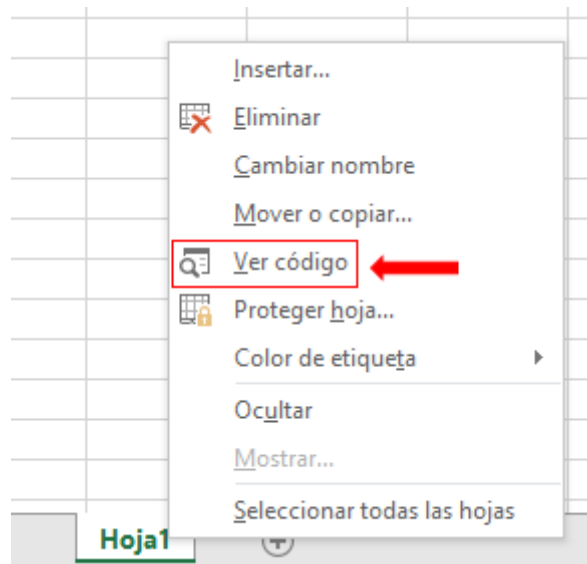 Insertar...
Eliminar
Cambiar nombre
Mover o copiar...
Ver código
Proteger hoja...
Color de etiqueta
Ocultar
Mostrar...
Seleccionar todas las hojas
Hoja1